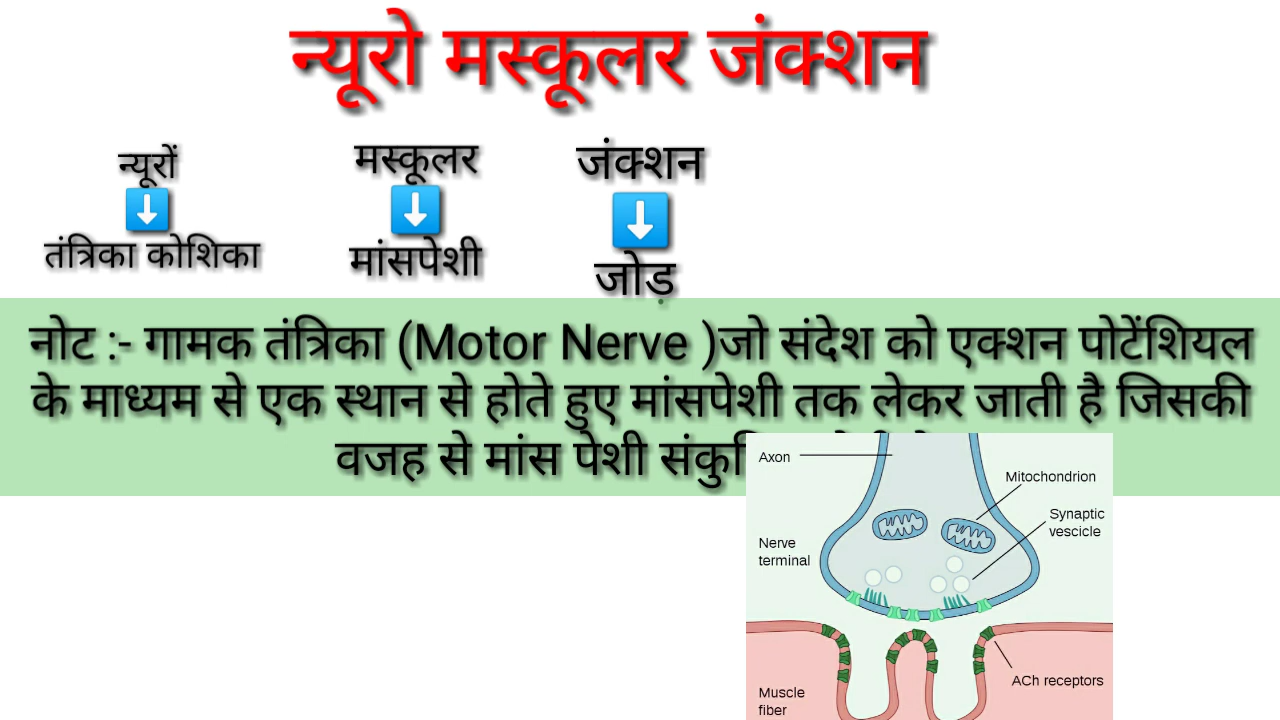 न्यूरो मस्कूलर जंक्शन
न्यूरों
मस्कूलर
जंक्शन
तंत्रिका कोशिका
मांसपेशी
जोड़
नोट :- गामक तंत्रिका (Motor Nerve )जो संदेश को एक्शन पोटेंशियल
के माध्यम से एक स्थान से होते हुए मांसपेशी तक लेकर जाती है जिसकी
वजह से मांस पेशी
Axon
Mitochondrion
Synaptic
vescicle
Nerve
terminal
ACh receptors
Muscle
fiber